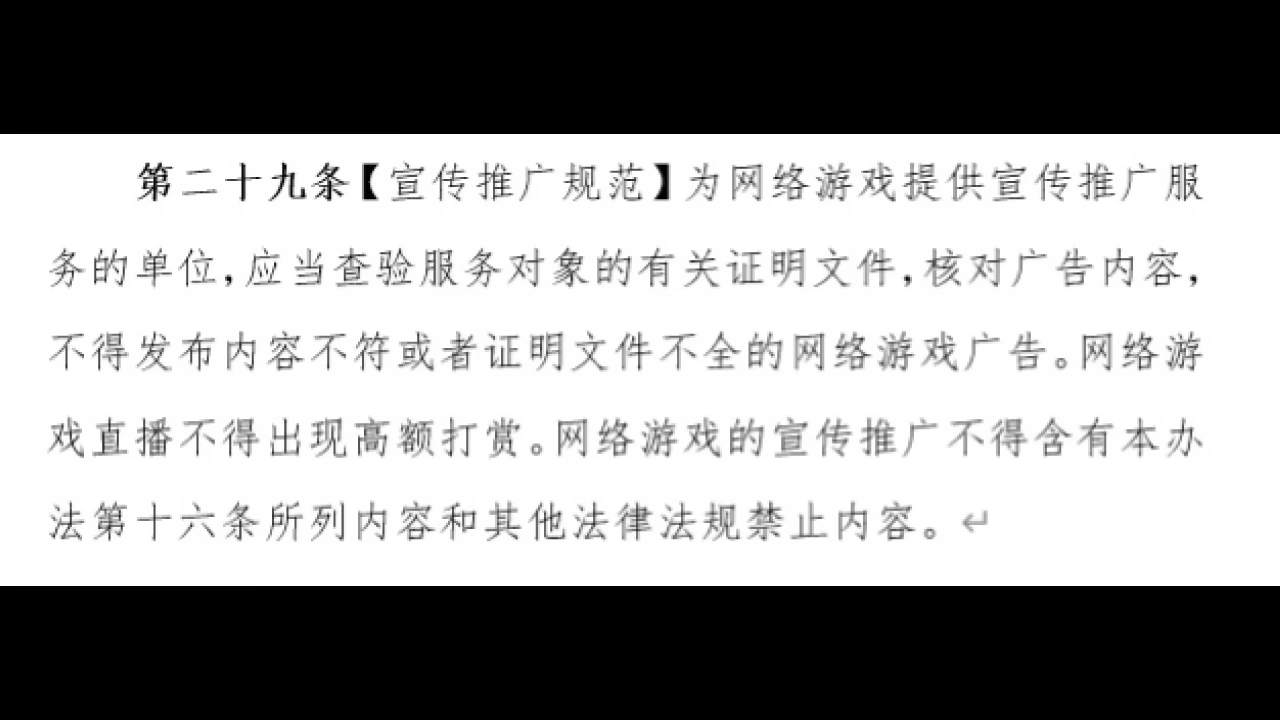 第二十九条【宣传推广规范】为网络游戏提供宣传推广服
务的单位,应当查验服务对象的有关证明文件,核对广告内容,
不得发布内容不符或者证明文件不全的网络游戏广告。网络游
戏直播不得出现高额打赏。网络游戏的宣传推广不得含有本办
法第十六条所列内容和其他法律法规禁止内容。↵